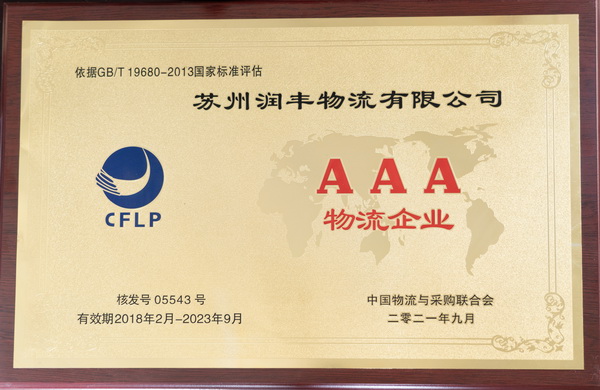 依据GB/T 19680-2013国家标准评估
苏州润丰物流有限公司
AAA
物流企业
CFLP
核发号 05543 号
有效期2018年2月-2023年9月
中国物流与采购联合会
二零二一年九月